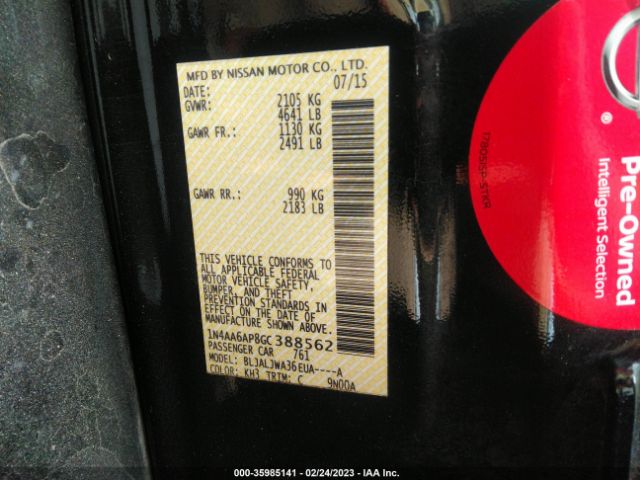 MFD BY NISSAN MOTOR CO., LTD.
DATE: 07/15
GVWR: 2105 KG
4641 LB
GAWR FR.: 1130 KG
2491 LB
GAWR RR.: 990 KG
2183 LB
THIS VEHICLE CONFORMS TO
ALL APPLICABLE FEDERAL
MOTOR VEHICLE SAFETY,
BUMPER, AND THEFT
PREVENTION STANDARDS IN
EFFECT ON THE DATE OF
MANUFACTURE SHOWN ABOVE.
1N4AA6AP8GC388562
PASSENGER CAR 761
MODEL: BLJALJWA36EUA----A
COLOR: KH3 TRIM: C 9N00A
®
Pre-Owned
Intelligent Selection
000-35985141 - 02/24/2023 - IAA Inc.